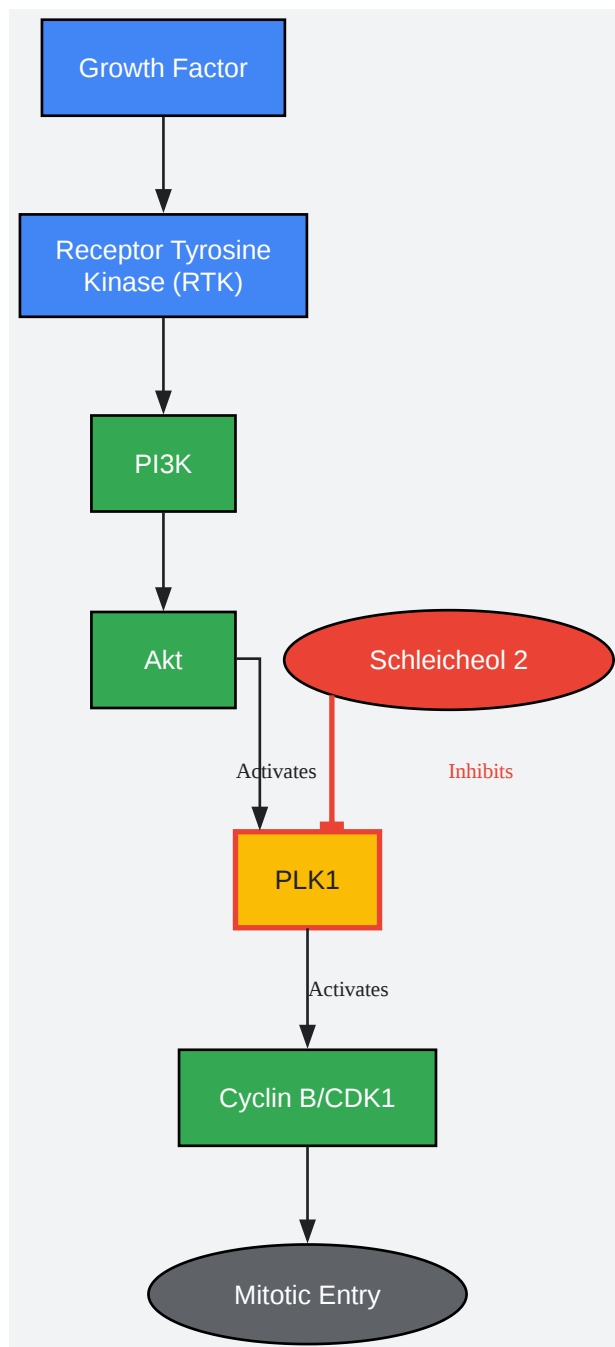 Growth Factor
Receptor Tyrosine
Kinase (RTK)
PI3K
Akt
Schleicheol 2
Activates
Inhibits
PLK1
Activates
Cyclin B/CDK1
Mitotic Entry